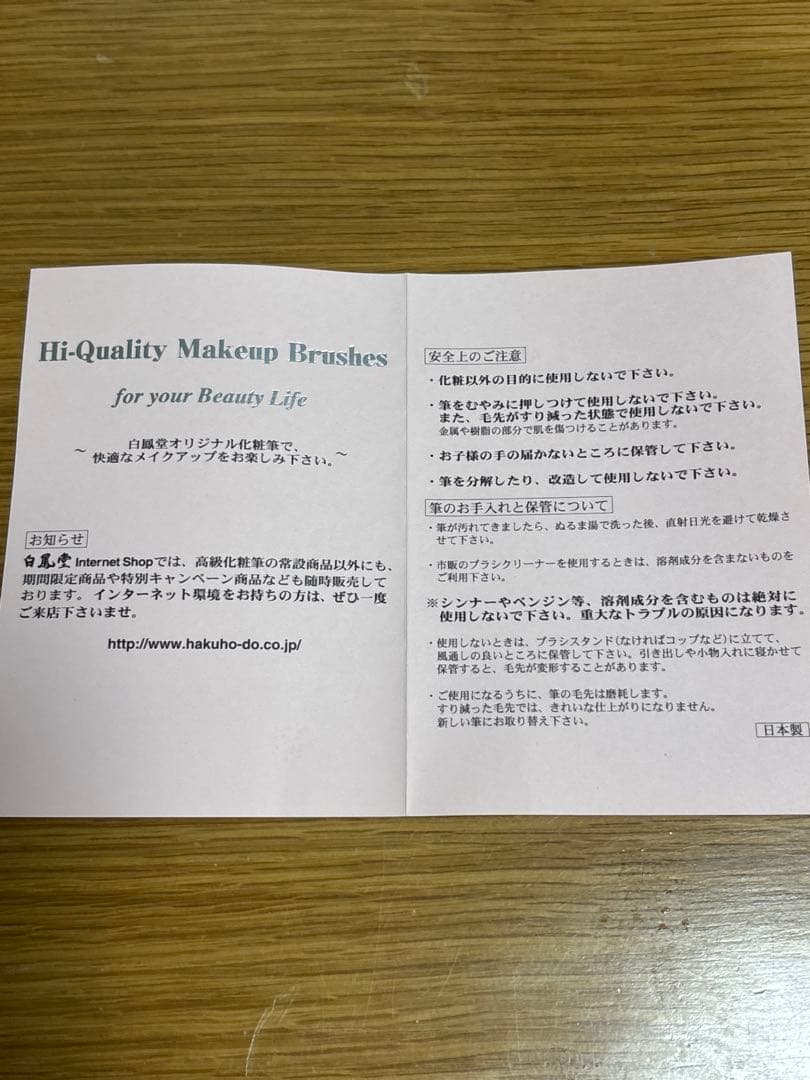 Hi-Quality Makeup Brushes
for your Beauty Life
～ 白鳳堂オリジナル化粧筆で、
快適なメイクアップをお楽しみ下さい。～
お知らせ
白鳳堂 Internet Shopでは、高級化粧筆の常設商品以外にも、
期間限定商品や特別キャンペーン商品なども随時販売して
おります。インターネット環境をお持ちの方は、ぜひ一度
ご来店下さいませ。
http://www.hakuho-do.co.jp/
安全上のご注意
・化粧以外の目的に使用しないで下さい。
・筆をむやみに押しつけて使用しないで下さい。
また、毛先がすり減った状態で使用しないで下さい。
金属や樹脂の部分で肌を傷つけることがあります。
・お子様の手の届かないところに保管して下さい。
・筆を分解したり、改造して使用しないで下さい。
筆のお手入れと保管について
・筆が汚れてきましたら、ぬるま湯で洗った後、直射日光を避けて乾燥さ
せて下さい。
・市販のブラシクリーナーを使用するときは、溶剤成分を含まないものを
ご利用下さい。
※シンナーやベンジン等、溶剤成分を含むものは絶対に
使用しないで下さい。重大なトラブルの原因になります。
・使用しないときは、ブラシスタンド(なければコップなど)に立てて、
風通しの良いところに保管して下さい。引き出しや小物入れに寝かせて
保管すると、毛先が変形することがあります。
・ご使用になるうちに、筆の毛先は磨耗します。
すり減った毛先では、きれいな仕上がりになりません。
新しい筆にお取り替え下さい。
日本製